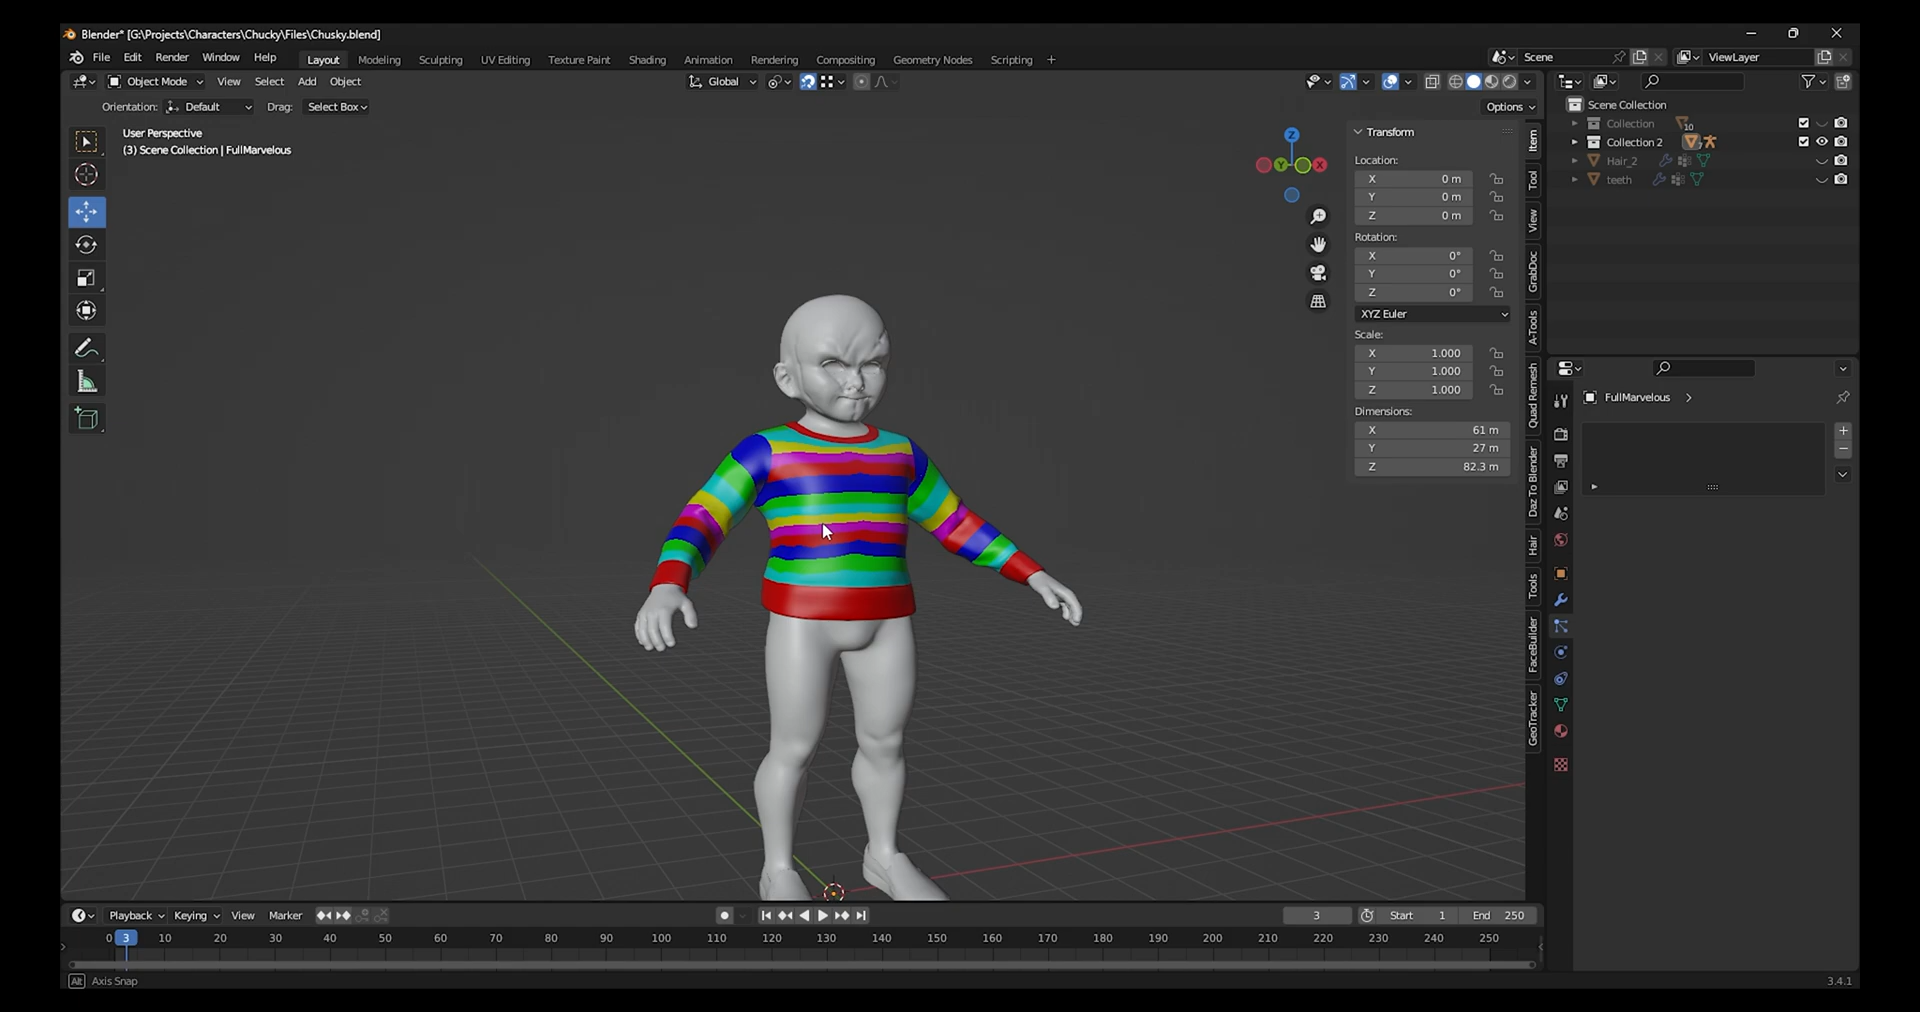 Blender* [G:\Projects\Characters\Chucky\Files\Chusky.blend]
File Edit Render Window Help Layout Modeling Sculpting UV Editing Texture Paint Shading Animation Rendering Compositing Geometry Nodes Scripting + Scene ViewLayer
Object Mode View Select Add Object Global
Orientation: Default Drag: Select Box Options
User Perspective
(3) Scene Collection | FullMarvelous
Z
Y
X
Transform
Location:
X 0 m
Y 0 m
Z 0 m
Rotation:
X 0°
Y 0°
Z 0°
XYZ Euler
Scale:
X 1.000
Y 1.000
Z 1.000
Dimensions:
X 61 m
Y 27 m
Z 82.3 m
Item
Tool
View
GrabDoc
A-Tools
Quad Remesh
Daz To Blender
Hair
Tools
FaceBuilder
GeoTracker
Scene Collection
Collection 10
Collection 2
Hair_2
teeth
FullMarvelous
Playback Keying View Marker 3 Start 1 End 250
0 3 10 20 30 40 50 60 70 80 90 100 110 120 130 140 150 160 170 180 190 200 210 220 230 240 250
Alt Axis Snap 3.4.1